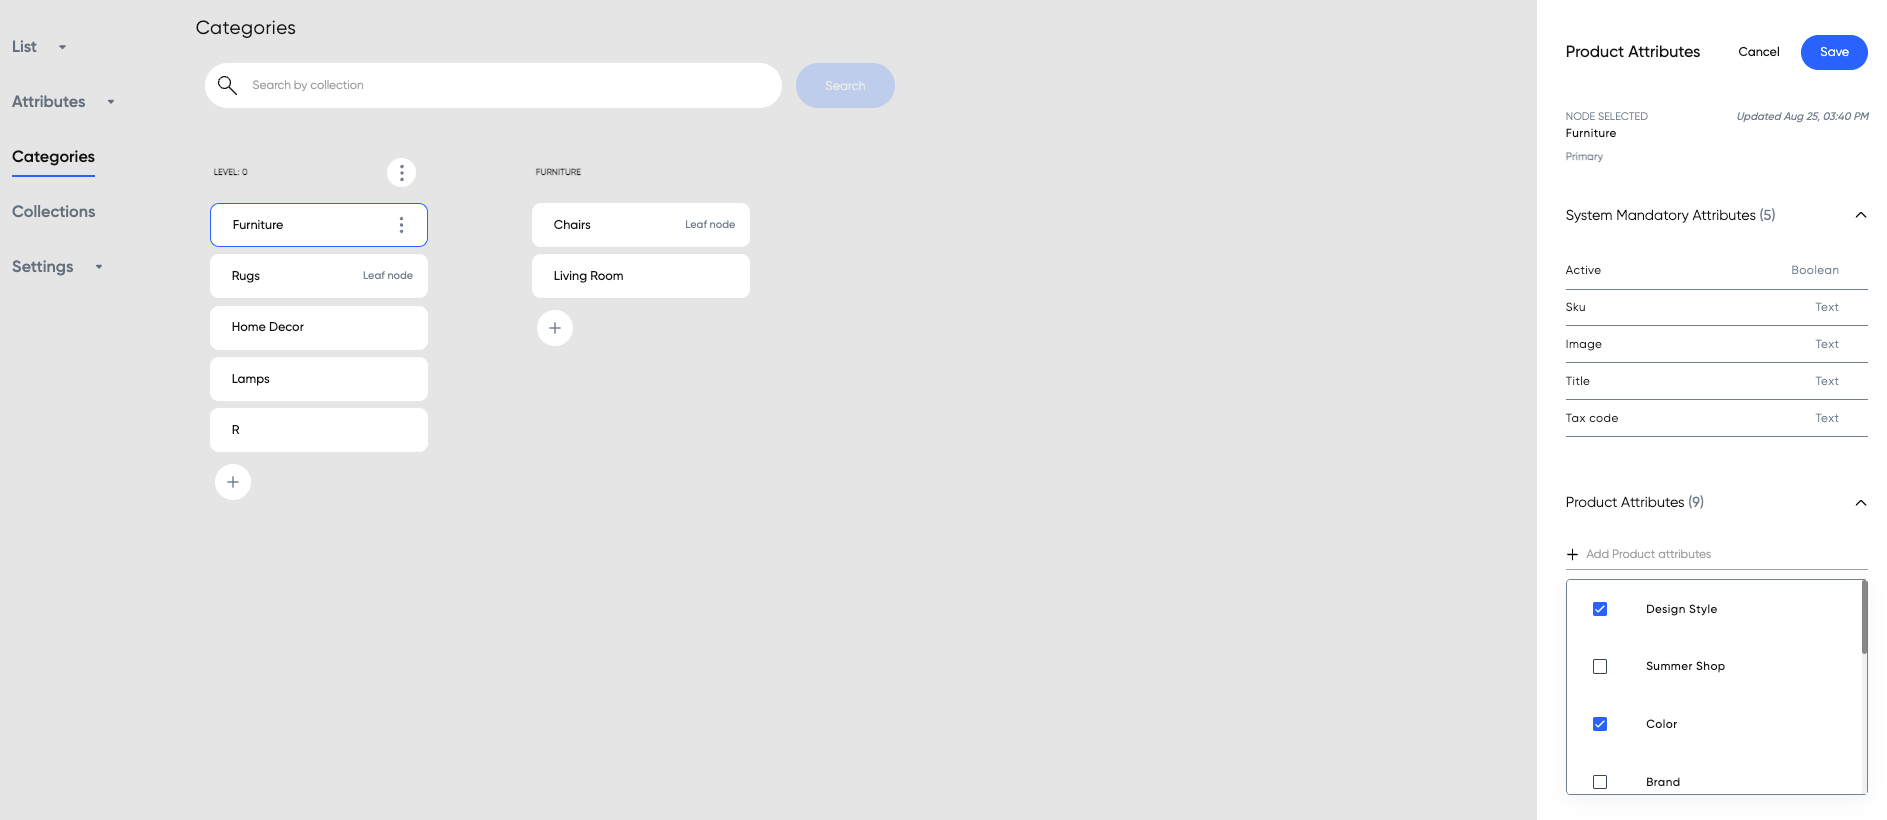 List
Attributes
Categories
Collections
Settings
Categories
Search by collection
Search
LEVEL: 0
Furniture
Rugs Leaf node
Home Decor
Lamps
R
FURNITURE
Chairs Leaf node
Living Room
Product Attributes Cancel Save
NODE SELECTED Updated Aug 25, 03:40 PM
Furniture
Primary
System Mandatory Attributes (5)
Active Boolean
Sku Text
Image Text
Title Text
Tax code Text
Product Attributes (9)
Add Product attributes
Design Style
Summer Shop
Color
Brand